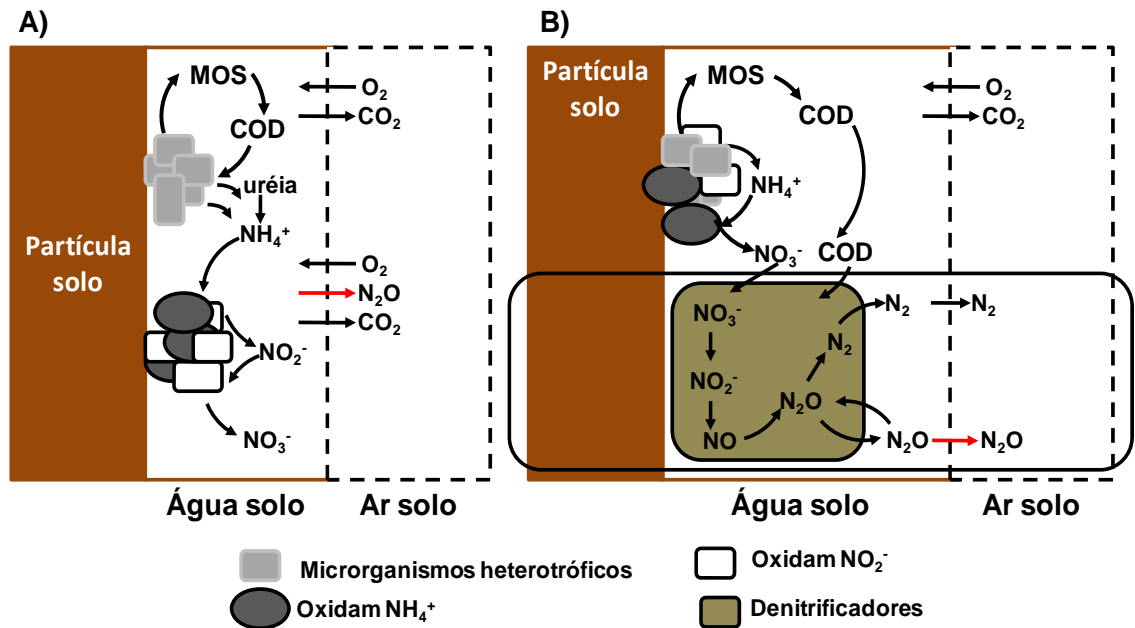 A)
MOS
COD
uréia
NH₄⁺
Partícula
solo
NO₂⁻
NO₃⁻
O₂
CO₂
O₂
N₂O
CO₂
Água solo
Ar solo
B)
Partícula
solo
MOS
COD
NH₄⁺
NO₃⁻
COD
O₂
CO₂
NO₃⁻
NO₂⁻
NO
N₂O
N₂
N₂
N₂
N₂O
N₂O
Água solo
Ar solo
Microrganismos heterotróficos
Oxidam NO₂⁻
Oxidam NH₄⁺
Denitrificadores